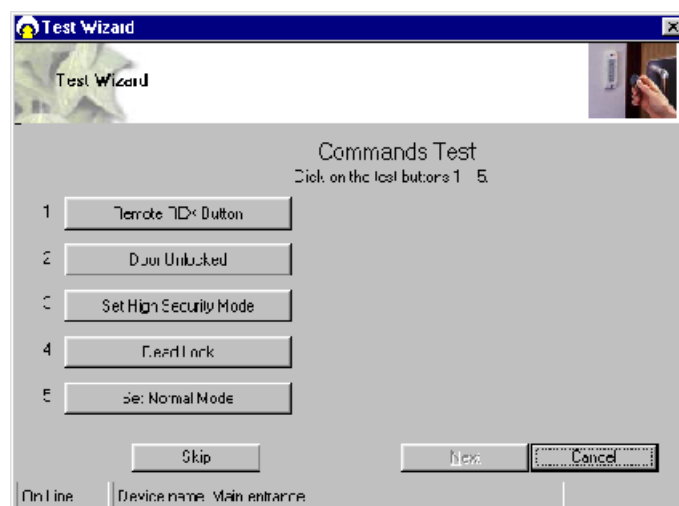 Test Wizard
Test Wizard
Commands Test
Click on the test buttons 1 - 5.
1 Remote REX Button
2 Door Unlocked
3 Set High Security Mode
4 Dead Lock
5 Set Normal Mode
Skip Next Cancel
On Line Device name: Main entrance